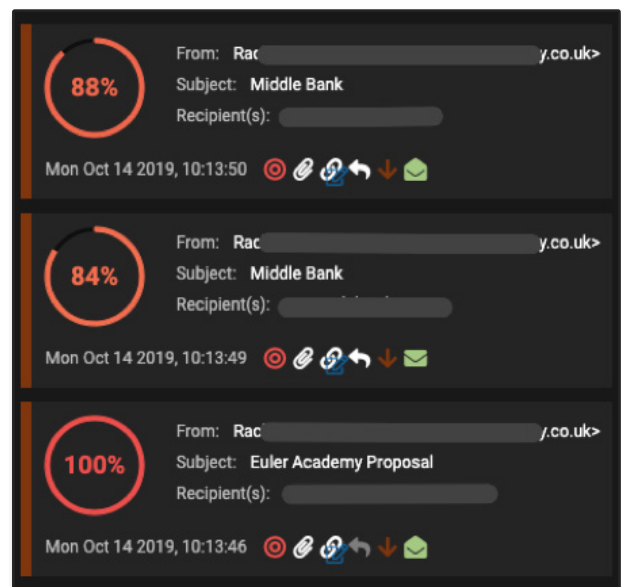 88%
From: Rac y.co.uk>
Subject: Middle Bank
Recipient(s):
Mon Oct 14 2019, 10:13:50
84%
From: Rac y.co.uk>
Subject: Middle Bank
Recipient(s):
Mon Oct 14 2019, 10:13:49
100%
From: Rac y.co.uk>
Subject: Euler Academy Proposal
Recipient(s):
Mon Oct 14 2019, 10:13:46